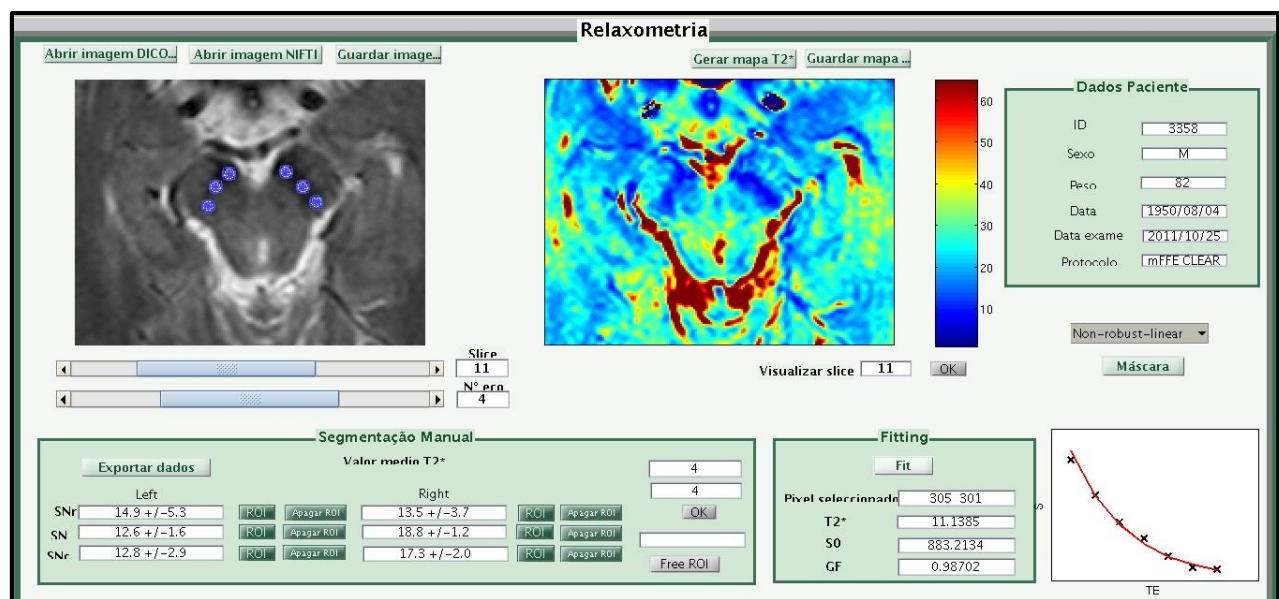 Relaxometria
Abrir imagem DICO...
Abrir imagem NIFTI
Guardar image...
Gerar mapa T2*
Guardar mapa ...
60
50
40
30
20
10
Dados Paciente
ID 3358
Sexo M
Peso 82
Data 1950/08/04
Data exame 2011/10/25
Protocolo mFFE CLEAR
Non-robust-linear
Máscara
Slice
11
Nº eco
4
Visualizar slice 11 OK
Segmentação Manual
Exportar dados
Valor medio T2*
4
4
OK
Free ROI
Left Right
SNr 14.9 +/-5.3 ROI Apagar ROI 13.5 +/-3.7 ROI Apagar ROI
SN 12.6 +/-1.6 ROI Apagar ROI 18.8 +/-1.2 ROI Apagar ROI
SNc 12.8 +/-2.9 ROI Apagar ROI 17.3 +/-2.0 ROI Apagar ROI
Fitting
Fit
Pixel seleccionado 305 301
T2* 11.1385
S0 883.2134
GF 0.98702
S
TE